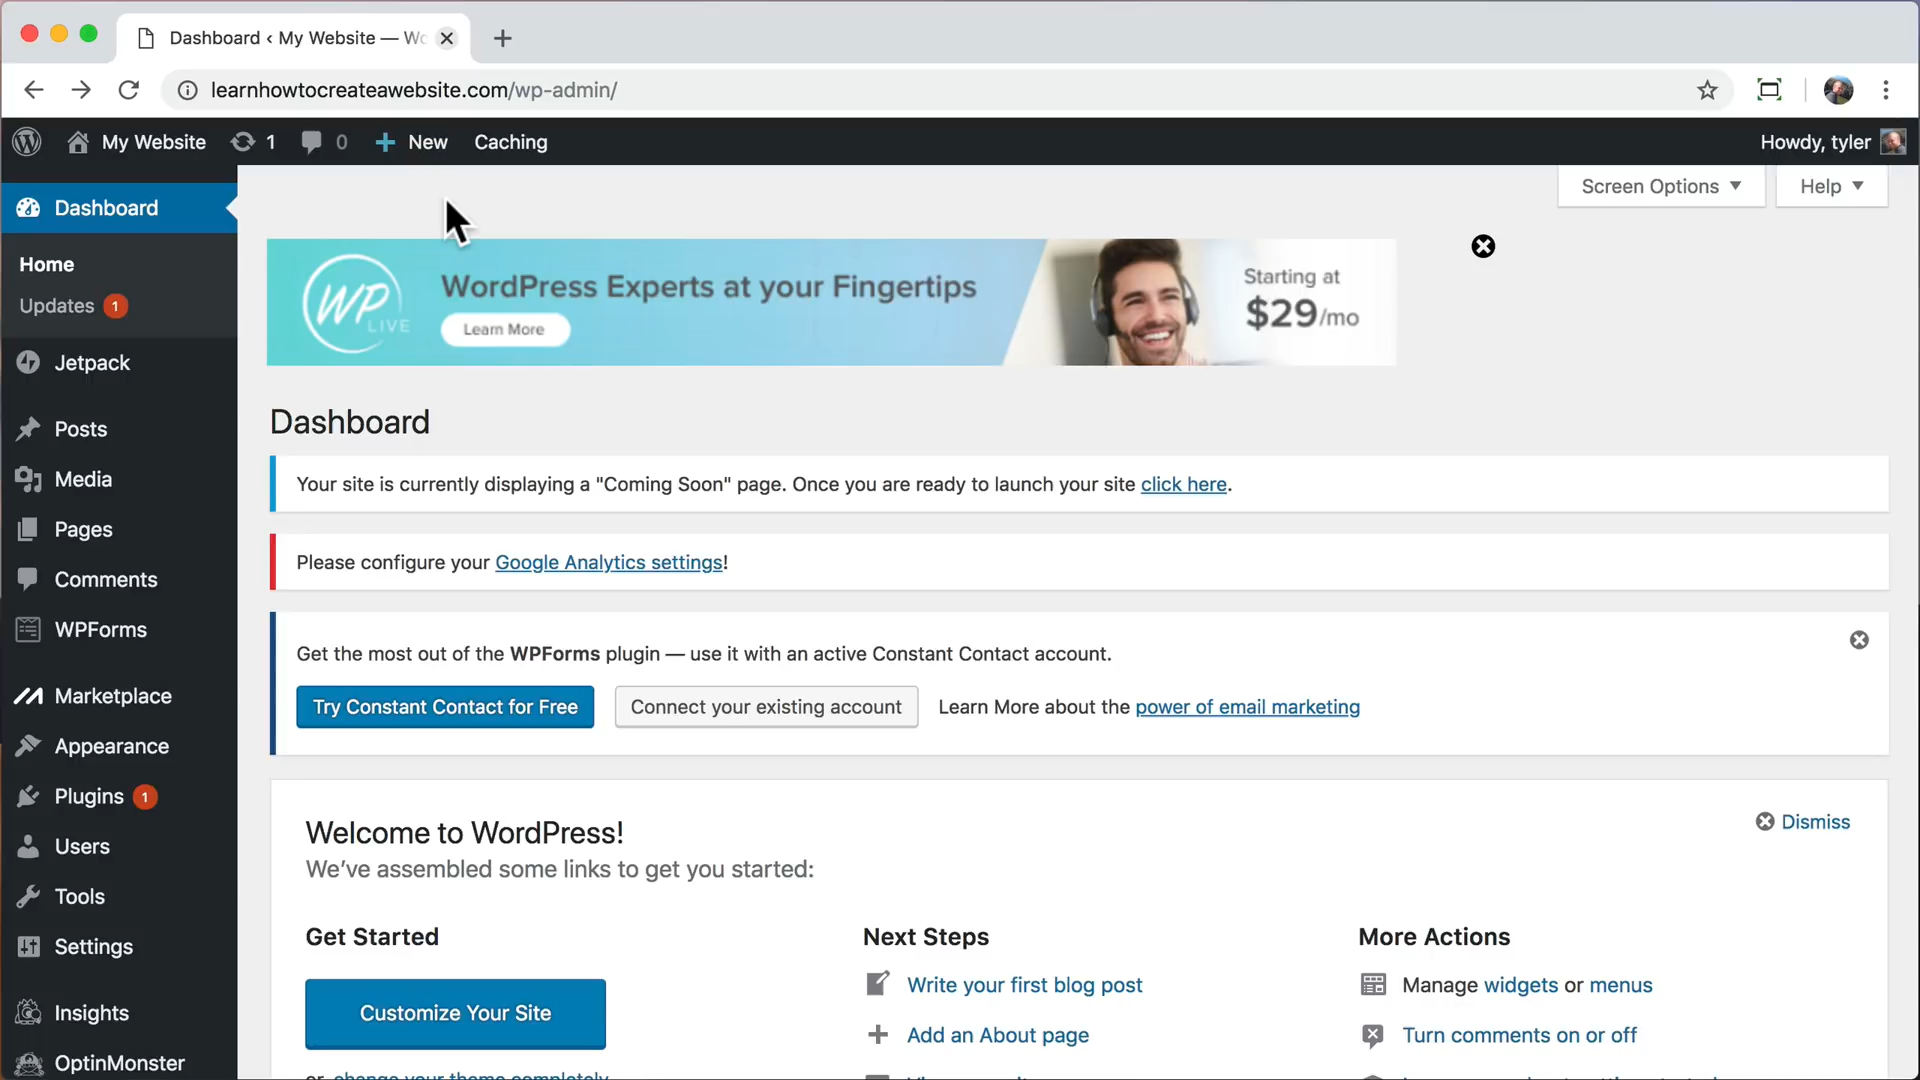 Dashboard ‹ My Website — Wo
learnhowtocreateawebsite.com/wp-admin/
My Website 1 0 New Caching
Howdy, tyler
Screen Options
Help
Dashboard
Home
Updates 1
Jetpack
Posts
Media
Pages
Comments
WPForms
Marketplace
Appearance
Plugins 1
Users
Tools
Settings
Insights
OptinMonster
WP
LIVE
WordPress Experts at your Fingertips
Learn More
Starting at
$29/mo
Dashboard
Your site is currently displaying a "Coming Soon" page. Once you are ready to launch your site click here.
Please configure your Google Analytics settings!
Get the most out of the WPForms plugin — use it with an active Constant Contact account.
Try Constant Contact for Free
Connect your existing account
Learn More about the power of email marketing
Welcome to WordPress!
Dismiss
We've assembled some links to get you started:
Get Started
Customize Your Site
or, change your theme completely
Next Steps
Write your first blog post
Add an About page
More Actions
Manage widgets or menus
Turn comments on or off